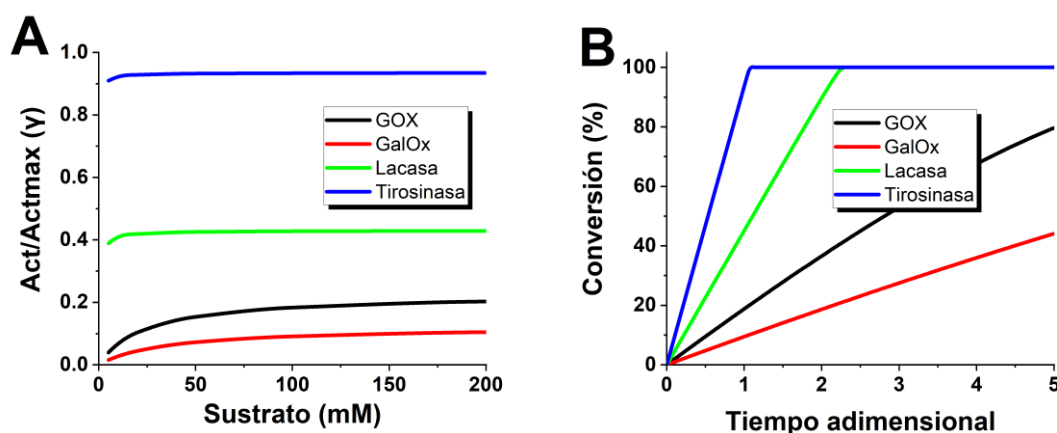 A
Act/Actmax (γ)
1.0
0.8
0.6
0.4
0.2
0.0
GOX
GalOx
Lacasa
Tirosinasa
0
50
100
150
200
Sustrato (mM)
B
Conversión (%)
100
80
60
40
20
0
GOX
GalOx
Lacasa
Tirosinasa
0
1
2
3
4
5
Tiempo adimensional